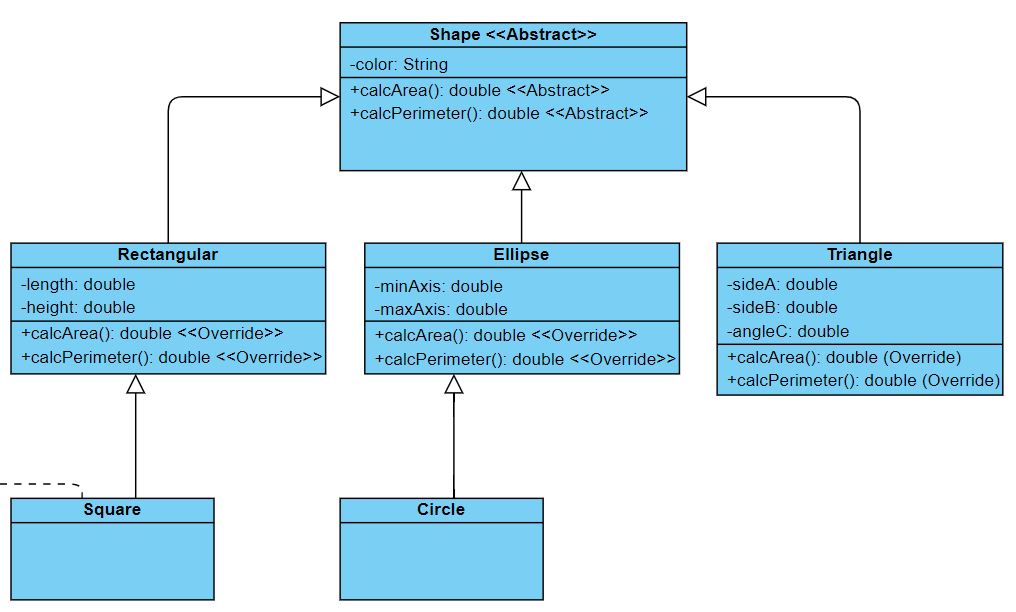 Shape <<Abstract>>
-color: String
+calcArea(): double <<Abstract>>
+calcPerimeter(): double <<Abstract>>
Rectangular
-length: double
-height: double
+calcArea(): double <<Override>>
+calcPerimeter(): double <<Override>>
Ellipse
-minAxis: double
-maxAxis: double
+calcArea(): double <<Override>>
+calcPerimeter(): double <<Override>>
Triangle
-sideA: double
-sideB: double
-angleC: double
+calcArea(): double (Override)
+calcPerimeter(): double (Override)
Square
Circle